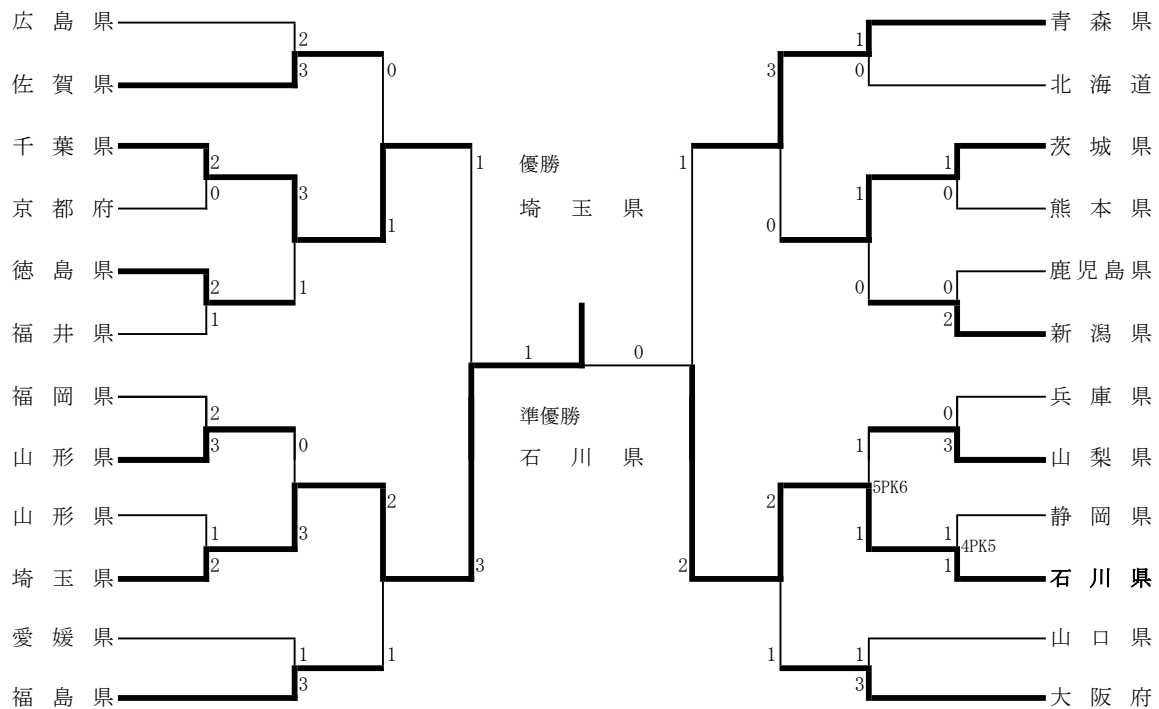 広島県
2
3
佐賀県
0
千葉県
2
0
京都府
3
1
徳島県
2
1
福井県
1
1
福岡県
2
3
山形県
0
山形県
1
2
埼玉県
3
2
愛媛県
1
3
福島県
1
3
優勝
埼玉県
1
0
準優勝
石川県
青森県
1
0
北海道
3
茨城県
1
0
熊本県
1
0
鹿児島県
0
2
新潟県
0
1
兵庫県
0
3
山梨県
1
5PK6
静岡県
1
4PK5
1
石川県
1
2
山口県
1
3
大阪府
1
2